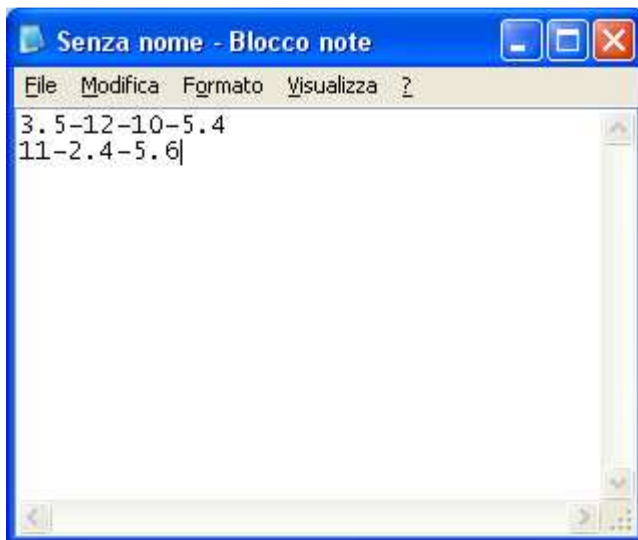 Senza nome - Blocco note
File Modifica Formato Visualizza ?
3.5-12-10-5.4
11-2.4-5.6